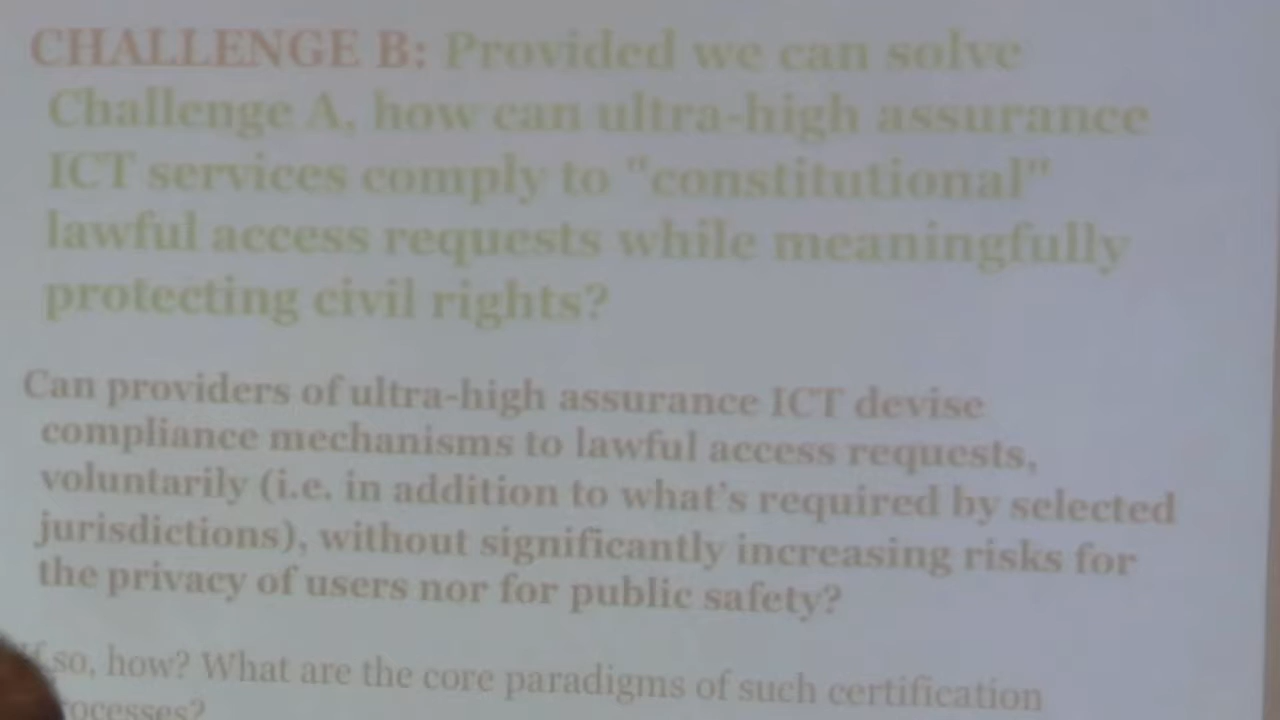 CHALLENGE B: Provided we can solve
Challenge A, how can ultra-high assurance
ICT services comply to "constitutional"
lawful access requests while meaningfully
protecting civil rights?
Can providers of ultra-high assurance ICT devise
compliance mechanisms to lawful access requests,
voluntarily (i.e. in addition to what's required by selected
jurisdictions), without significantly increasing risks for
the privacy of users nor for public safety?
If so, how? What are the core paradigms of such certification
ocesses?